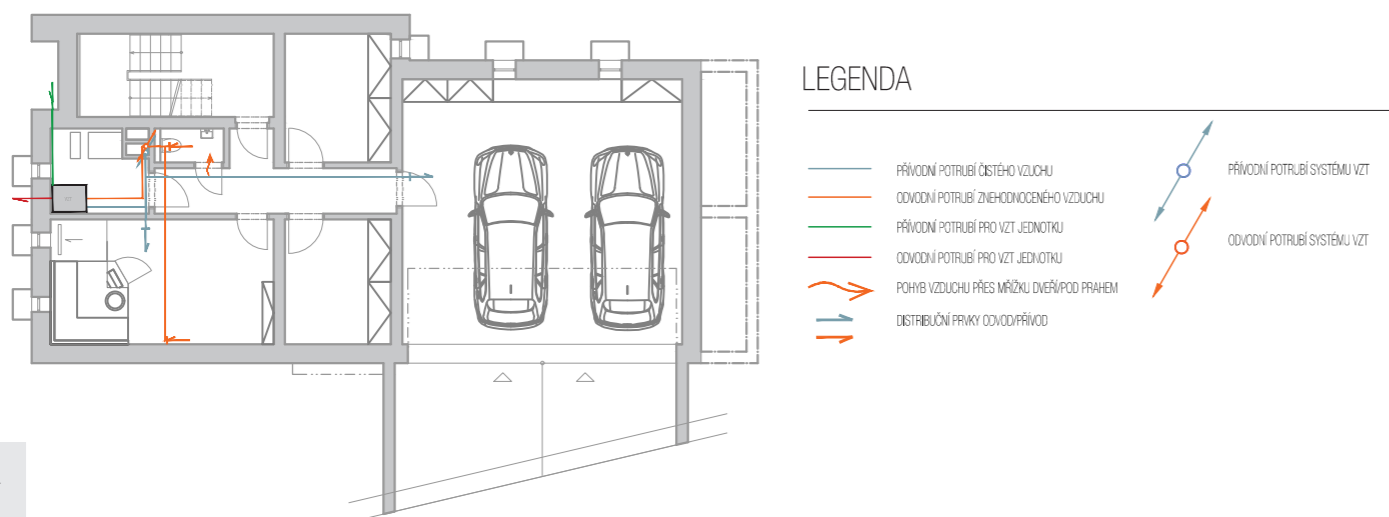 LEGENDA
PŘÍVODNÍ POTRUBÍ ČISTÉHO VZUCHU
ODVODNÍ POTRUBÍ ZNEHODNOCENÉHO VZDUCHU
PŘÍVODNÍ POTRUBÍ PRO VZT JEDNOTKU
ODVODNÍ POTRUBÍ PRO VZT JEDNOTKU
POHYB VZDUCHU PŘES MŘÍŽKU DVEŘÍ/POD PRAHEM
DISTRIBUČNÍ PRVKY ODVOD/PŘÍVOD
PŘÍVODNÍ POTRUBÍ SYSTÉMU VZT
ODVODNÍ POTRUBÍ SYSTÉMU VZT